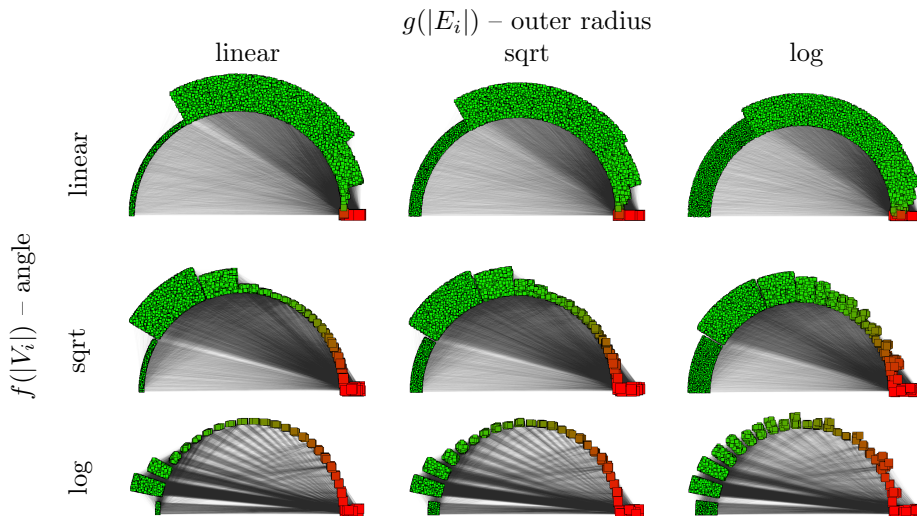 g(|E_i|) – outer radius
linear sqrt log
f(|V_i|) – angle
linear
sqrt
log